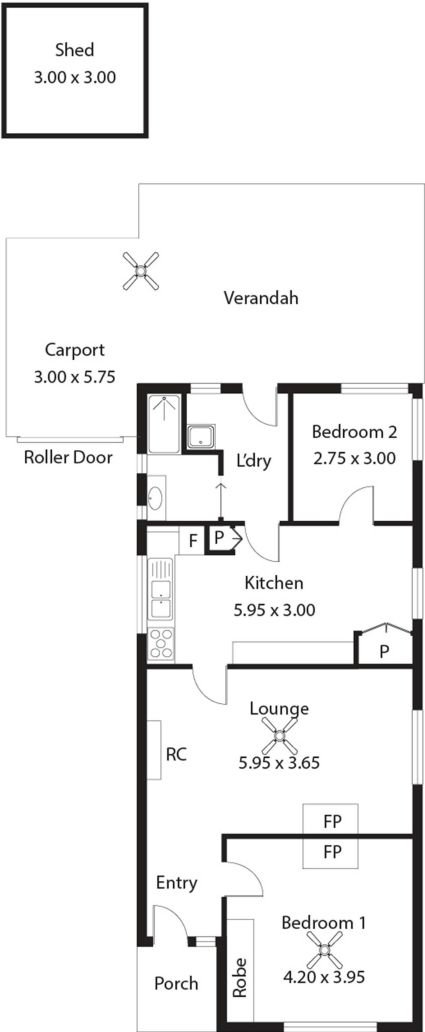 Shed
3.00 x 3.00
Verandah
Carport
3.00 x 5.75
Roller Door
L'dry
Bedroom 2
2.75 x 3.00
F
P
Kitchen
5.95 x 3.00
P
Lounge
5.95 x 3.65
RC
FP
FP
Entry
Bedroom 1
4.20 x 3.95
Robe
Porch